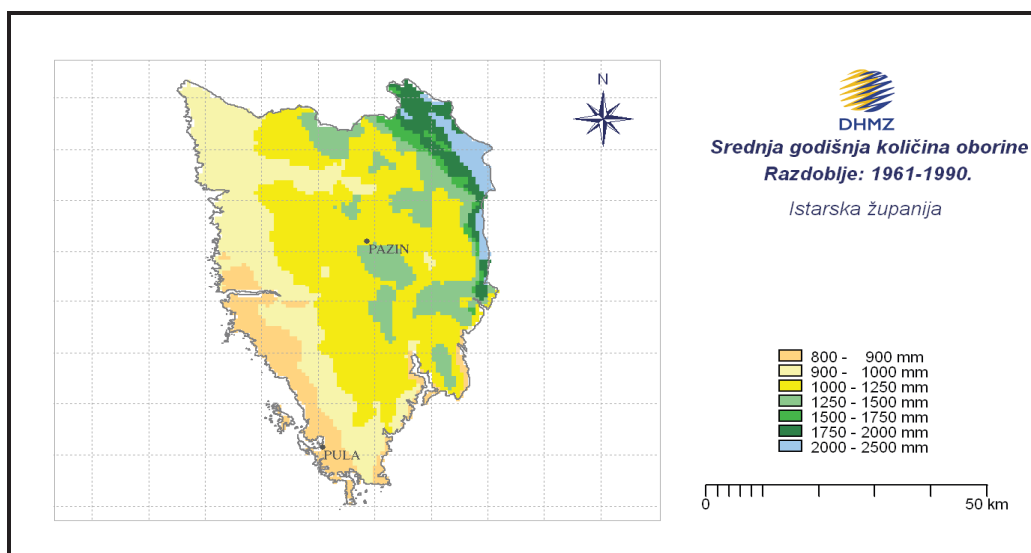 N
DHMZ
Srednja godišnja količina oborine
Razdoblje: 1961-1990.
Istarska županija
PAZIN
PULA
800 - 900 mm
900 - 1000 mm
1000 - 1250 mm
1250 - 1500 mm
1500 - 1750 mm
1750 - 2000 mm
2000 - 2500 mm
0 50 km